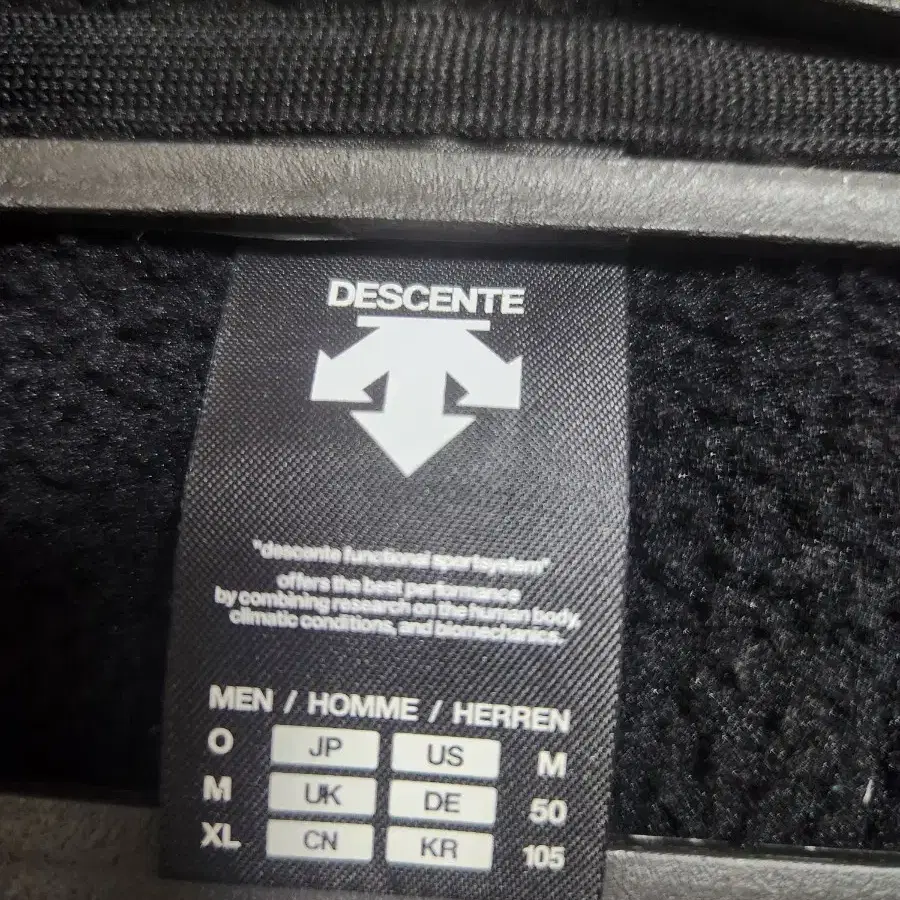 DESCENTE
"descente functional sportsystem"
offers the best performance
by combining research on the human body,
climatic conditions, and biomechanics.
MEN / HOMME / HERREN
O JP US M
M UK DE 50
XL CN KR 105